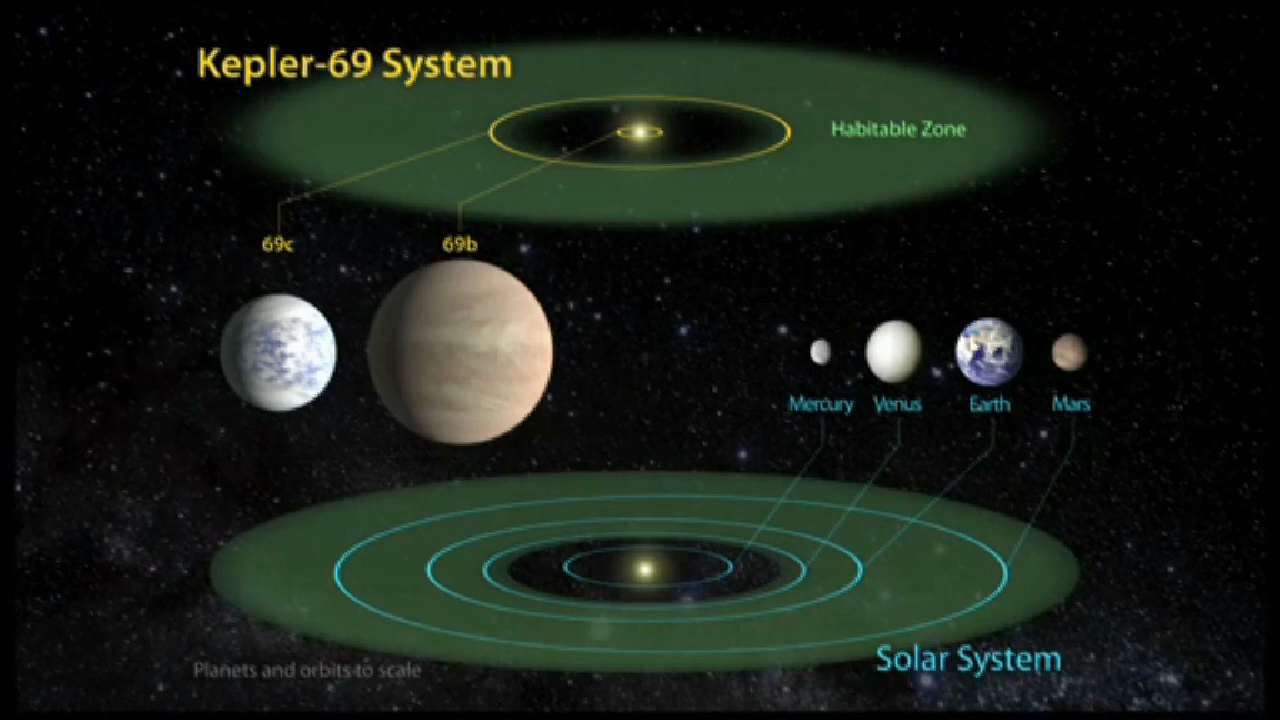 Kepler-69 System
Habitable Zone
69c
69b
Mercury
Venus
Earth
Mars
Solar System
Planets and orbits to scale